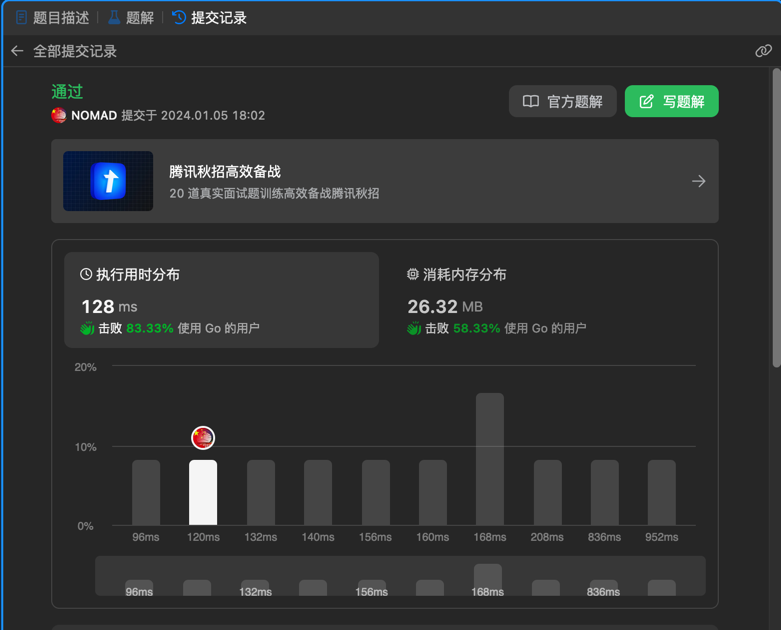 题目描述 题解 提交记录
全部提交记录
通过
NOMAD 提交于 2024.01.05 18:02
官方题解 写题解
腾讯秋招高效备战
20 道真实面试题训练高效备战腾讯秋招
执行用时分布
128 ms
击败 83.33% 使用 Go 的用户
消耗内存分布
26.32 MB
击败 58.33% 使用 Go 的用户
20%
10%
0%
96ms 120ms 132ms 140ms 156ms 160ms 168ms 208ms 836ms 952ms
96ms 132ms 156ms 168ms 836ms